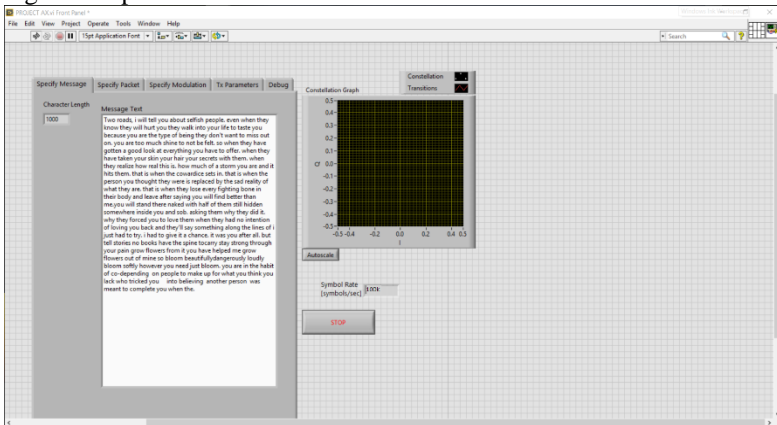 PROJECT AX.vi Front Panel *
File Edit View Project Operate Tools Window Help
15pt Application Font
Search
Specify Message Specify Packet Specify Modulation Tx Parameters Debug
Character Length
1000
Message Text
Two roads, i will tell you about selfish people. even when they
know they will hurt you they walk into your life to taste you
because you are the type of being they don't want to miss out
on. you are too much shine to not be felt. so when they have
gotten a good look at everything you have to offer. when they
have taken your skin your hair your secrets with them. when
they realize how real this is. how much of a storm you are and it
hits them. that is when the cowardice sets in. that is when the
person you thought they were is replaced by the sad reality of
what they are. that is when they lose every fighting bone in
their body and leave after saying you will find better than
me.you will stand there naked with half of them still hidden
somewhere inside you and sob. asking them why they did it.
why they forced you to love them when they had no intention
of loving you back and they'll say something along the lines of i
just had to try. i had to give it a chance. it was you after all. but
tell stories no books have the spine tocarry stay strong through
your pain grow flowers from it you have helped me grow
flowers out of mine so bloom beautifullydangerously loudly
bloom softly however you need just bloom. you are in the habit
of co-depending on people to make up for what you think you
lack who tricked you into believing another person was
meant to complete you when the.
Constellation
Transitions
Constellation Graph
0.5
0.4
0.3
0.2
0.1
0.0
-0.1
-0.2
-0.3
-0.4
-0.5
Q
-0.5 -0.4 -0.2 0.0 0.2 0.4 0.5
I
Autoscale
Symbol Rate
(symbols/sec)
100k
STOP